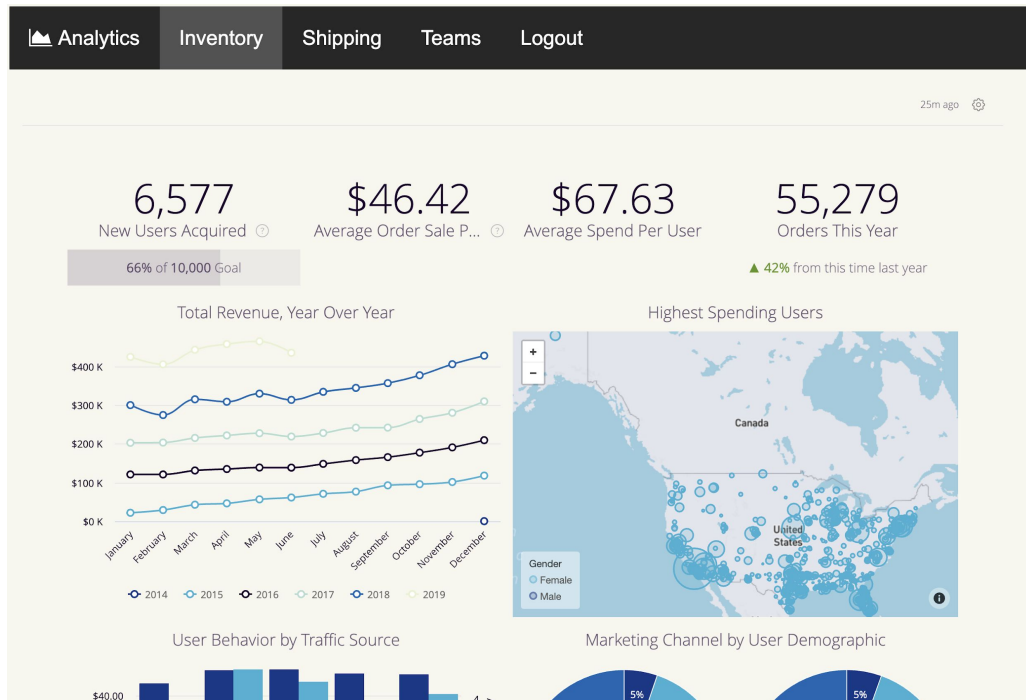 Analytics Inventory Shipping Teams Logout
25m ago
6,577 $46.42 $67.63 55,279
New Users Acquired ? Average Order Sale P... ? Average Spend Per User Orders This Year
66% of 10,000 Goal ▲ 42% from this time last year
Total Revenue, Year Over Year
$400 K
$300 K
$200 K
$100 K
$0 K
January February March April May June July August September October November December
2014 2015 2016 2017 2018 2019
Highest Spending Users
+
−
Canada
United
States
Gender
Female
Male
i
User Behavior by Traffic Source
$40.00
Marketing Channel by User Demographic
5% 5%